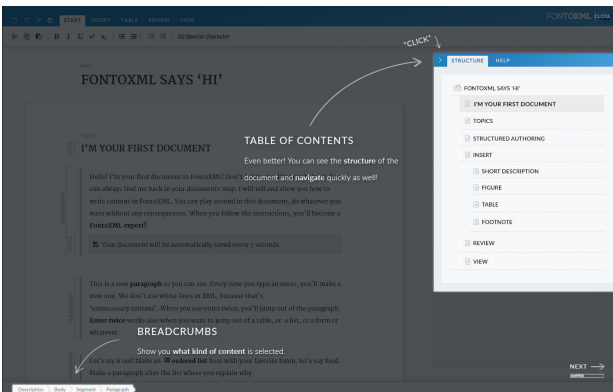 START INSERT TABLE REVIEW VIEW
FONTOXML CLOSE
B I U x² x₂ Special character
*CLICK*
STRUCTURE HELP
FONTOXML SAYS 'HI'
FONTOXML SAYS 'HI'
I'M YOUR FIRST DOCUMENT
TOPICS
STRUCTURED AUTHORING
INSERT
SHORT DESCRIPTION
FIGURE
TABLE
FOOTNOTE
REVIEW
VIEW
TITLE
I'M YOUR FIRST DOCUMENT
TABLE OF CONTENTS
Even better! You can see the structure of the
document and navigate quickly as well!
Hello! I'm your first document in FontoXML! Don't
can always find me back in your documents map. I will tell and show you how to
write content in FontoXML. You can play around in this document, do whatever you
want without any consequences. When you follow the instructions, you'll become a
FontoXML expert!
Your document will be automatically saved every 5 seconds.
This is a new paragraph as you can see. Every time you type an enter, you'll make a
new one. We don't use white lines in XML, because that's
'unnecessary content'. When you use enter twice, you'll jump out of the paragraph.
Enter twice works also when you want to jump out of a table, or a list, or a form or
whatever.
BREADCRUMBS
Show you what kind of content is selected.
Let's try it out! Make an ordered list here with your favorite
let's say food.
Make a paragraph after the list where you explain why.
NEXT
Description Body Segment Paragraph